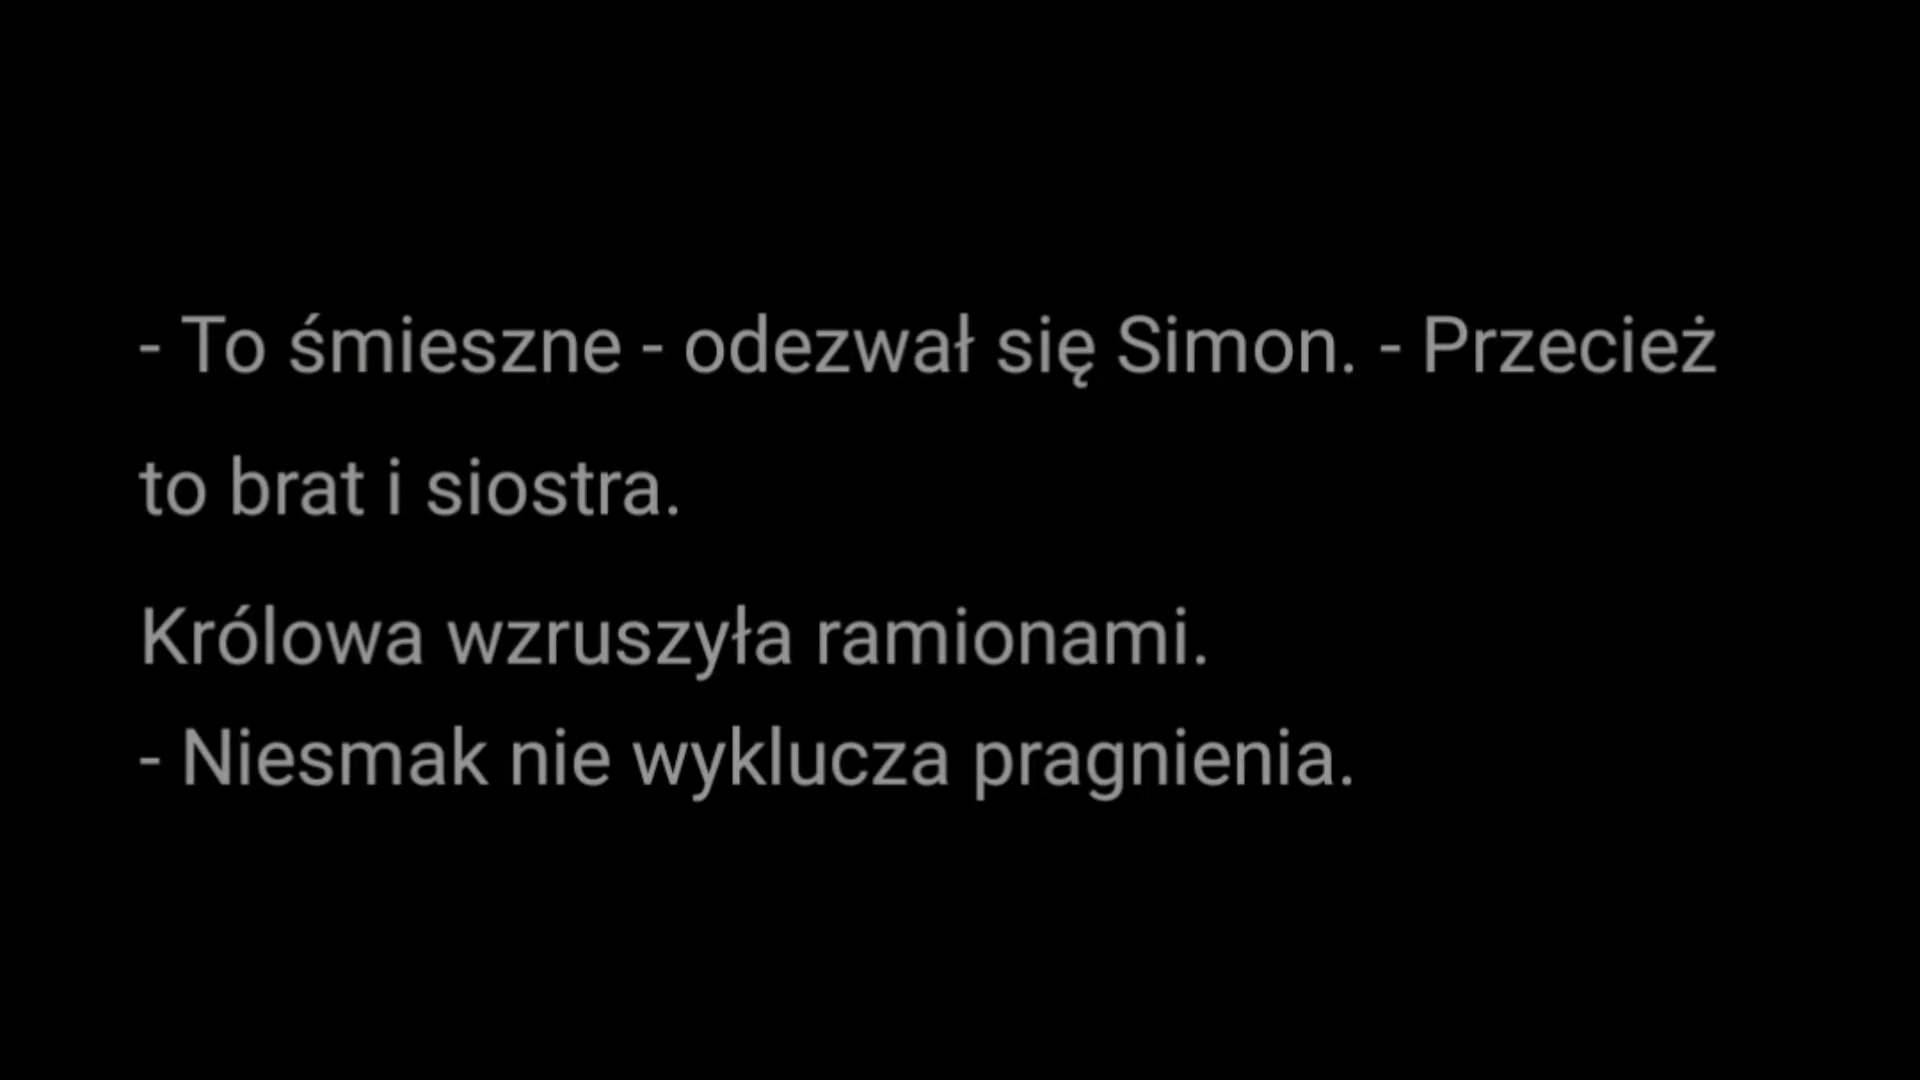 - To śmieszne - odezwał się Simon. - Przecież
to brat i siostra.
Królowa wzruszyła ramionami.
- Niesmak nie wyklucza pragnienia.